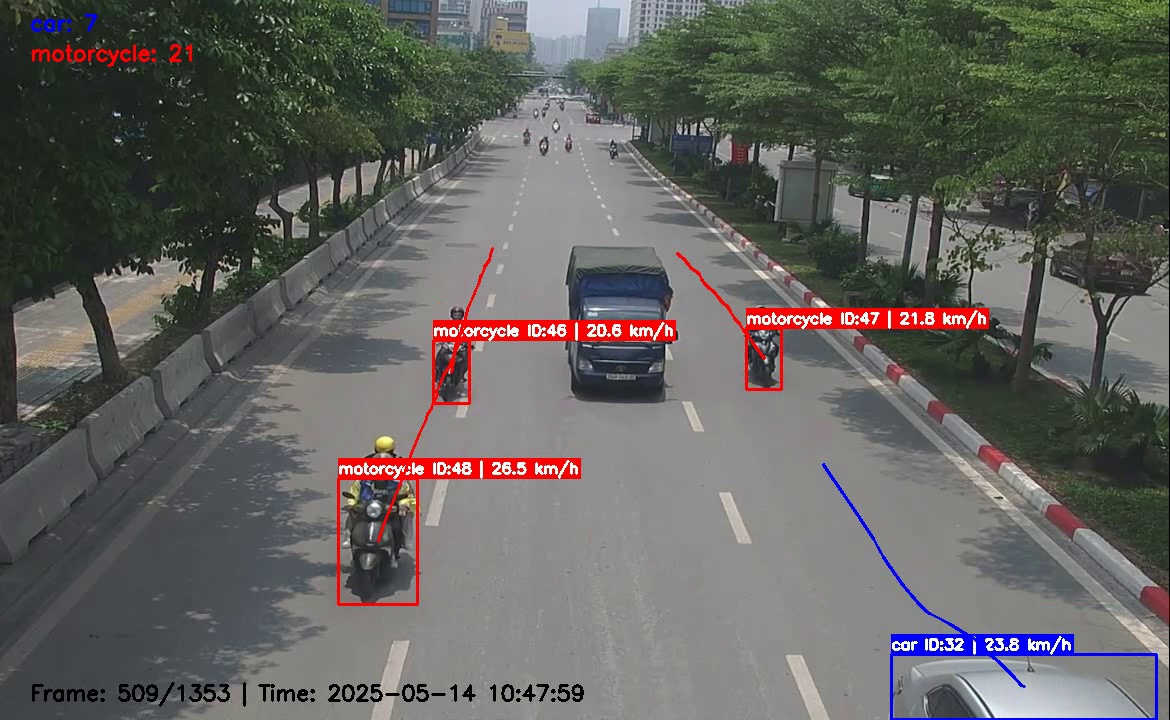 car: 7
motorcycle: 21
motorcycle ID:47 | 21.8 km/h
motorcycle ID:46 | 20.6 km/h
motorcycle ID:48 | 26.5 km/h
car ID:32 | 23.8 km/h
Frame: 509/1353 | Time: 2025-05-14 10:47:59